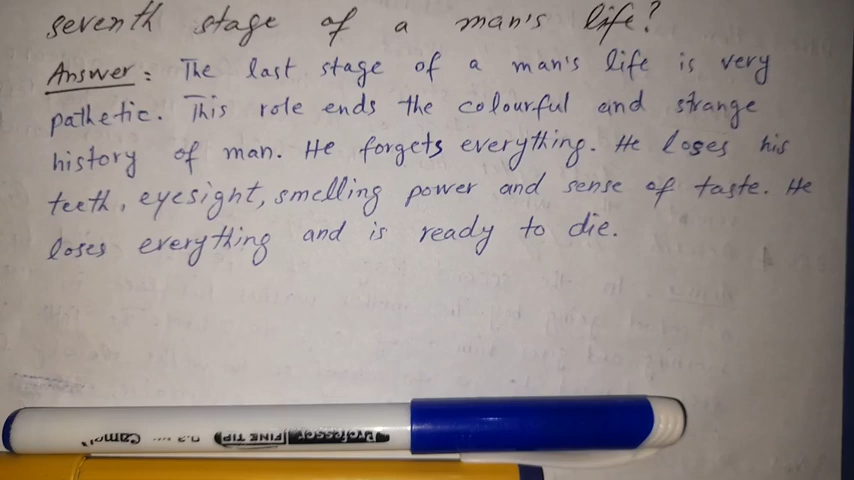 seventh stage of a man's life?
Answer : The last stage of a man's life is very
pathetic. This role ends the colourful and strange
history of man. He forgets everything. He loses his
teeth, eyesight, smelling power and sense of taste. He
loses everything and is ready to die.
Professor FINE TIP 0.3 Camel